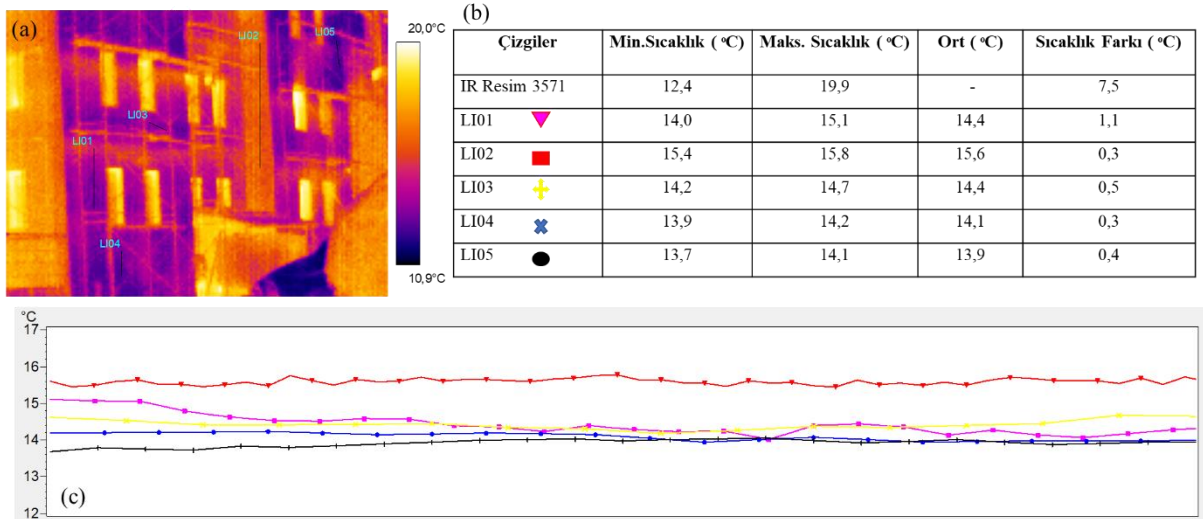 (a)
LI02
LI05
LI03
LI01
LI04
20,0°C
10,9°C
(b)
Çizgiler Min.Sıcaklık ( °C) Maks. Sıcaklık ( °C) Ort ( °C) Sıcaklık Farkı ( °C)
IR Resim 3571 12,4 19,9 - 7,5
LI01 14,0 15,1 14,4 1,1
LI02 15,4 15,8 15,6 0,3
LI03 14,2 14,7 14,4 0,5
LI04 13,9 14,2 14,1 0,3
LI05 13,7 14,1 13,9 0,4
°C
17
16
15
14
13
12
(c)